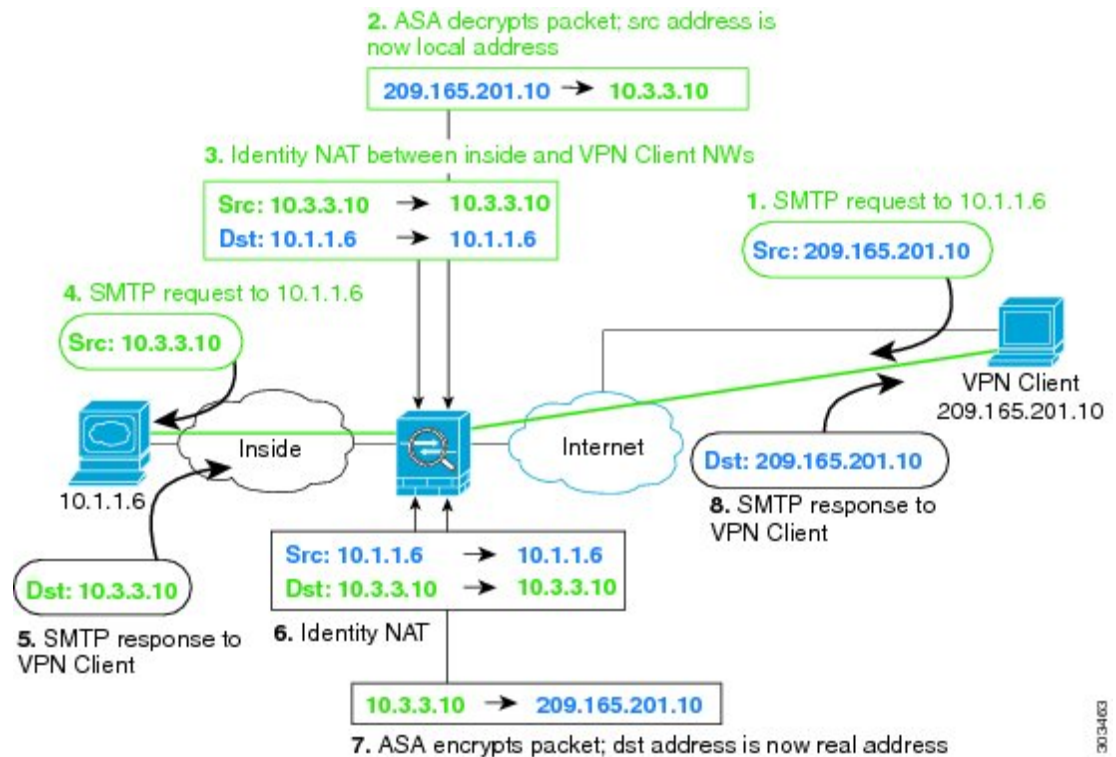 2. ASA decrypts packet; src address is
now local address
209.165.201.10 → 10.3.3.10
3. Identity NAT between inside and VPN Client NWs
Src: 10.3.3.10 → 10.3.3.10
Dst: 10.1.1.6 → 10.1.1.6
1. SMTP request to 10.1.1.6
Src: 209.165.201.10
4. SMTP request to 10.1.1.6
Src: 10.3.3.10
VPN Client
209.165.201.10
Inside
Internet
10.1.1.6
Dst: 209.165.201.10
8. SMTP response to
VPN Client
Src: 10.1.1.6 → 10.1.1.6
Dst: 10.3.3.10 → 10.3.3.10
6. Identity NAT
Dst: 10.3.3.10
5. SMTP response to
VPN Client
10.3.3.10 → 209.165.201.10
7. ASA encrypts packet; dst address is now real address
303463